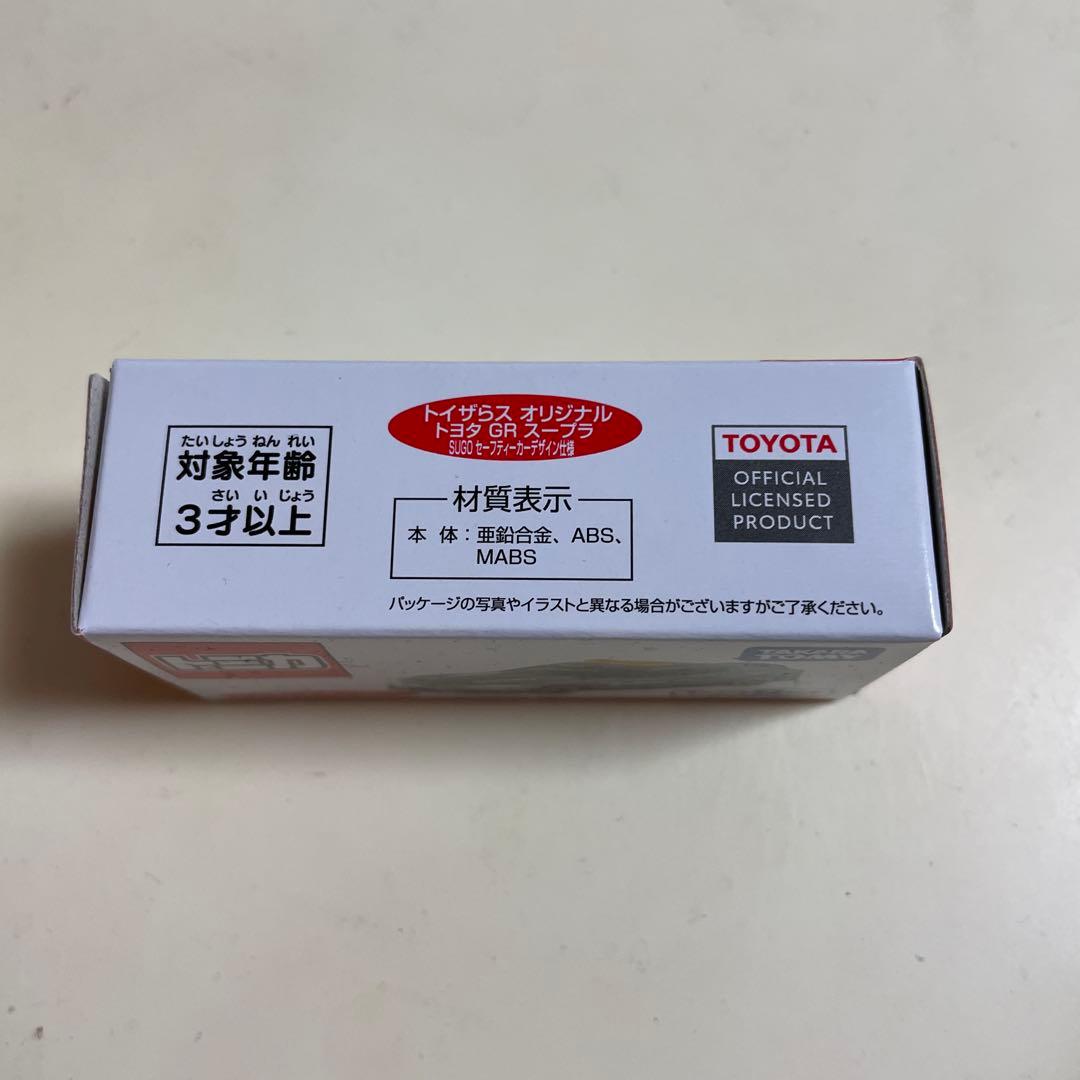 トイザらス オリジナル
トヨタ GR スープラ
SUGO セーフティーカーデザイン仕様
たいしょう ねん れい
対象年齢
さい い じょう
3才以上
材質表示
本 体：亜鉛合金、ABS、
MABS
TOYOTA
OFFICIAL
LICENSED
PRODUCT
パッケージの写真やイラストと異なる場合がございますがご了承ください。
トミカ
TAKARA
TOMY